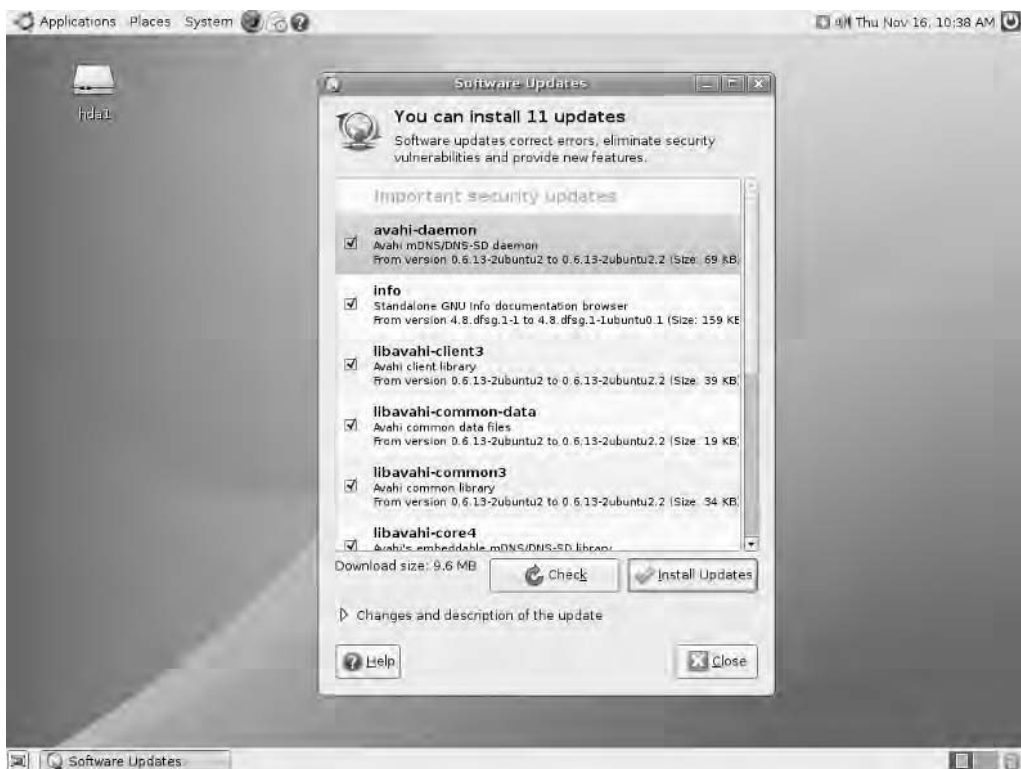 Applications Places System
Thu Nov 16, 10:38 AM
hda1
Software Updates
You can install 11 updates
Software updates correct errors, eliminate security
vulnerabilities and provide new features.
Important security updates
avahi-daemon
Avahi mDNS/DNS-SD daemon
From version 0.6.13-2ubuntu2 to 0.6.13-2ubuntu2.2 (Size: 69 KB)
info
Standalone GNU Info documentation browser
From version 4.8.dfsg.1-1 to 4.8.dfsg.1-1ubuntu0.1 (Size: 159 KB
libavahi-client3
Avahi client library
From version 0.6.13-2ubuntu2 to 0.6.13-2ubuntu2.2 (Size: 39 KB)
libavahi-common-data
Avahi common data files
From version 0.6.13-2ubuntu2 to 0.6.13-2ubuntu2.2 (Size: 19 KB)
libavahi-common3
Avahi common library
From version 0.6.13-2ubuntu2 to 0.6.13-2ubuntu2.2 (Size: 34 KB)
libavahi-core4
Avahi's embeddable mDNS/DNS-SD library
Download size: 9.6 MB
Check
Install Updates
Changes and description of the update
Help
Close
Software Updates